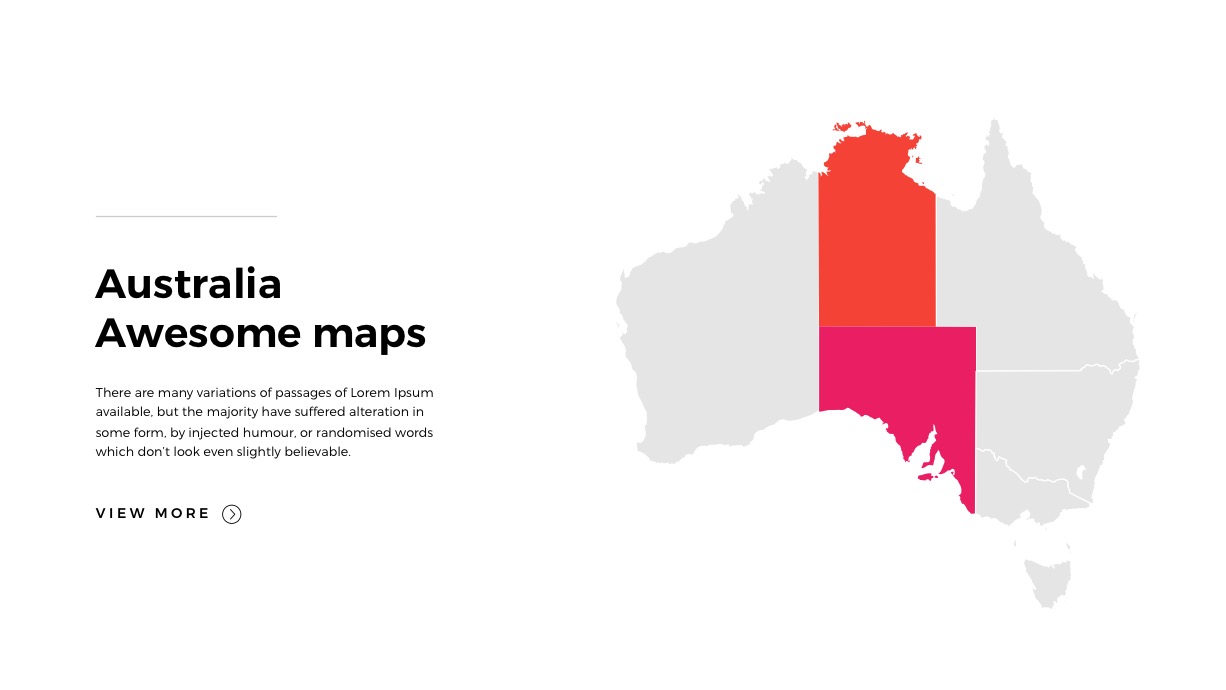 Australia
Awesome maps
There are many variations of passages of Lorem Ipsum
available, but the majority have suffered alteration in
some form, by injected humour, or randomised words
which don't look even slightly believable.
VIEW MORE